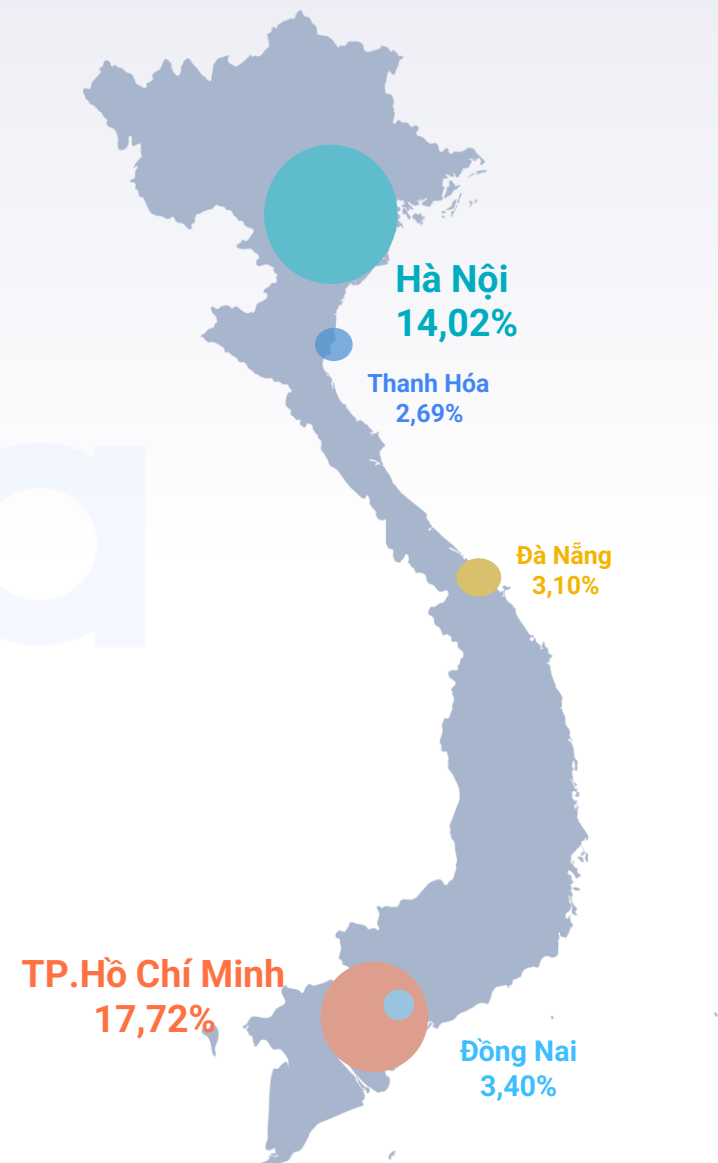 Hà Nội
14,02%
Thanh Hóa
2,69%
Đà Nẵng
3,10%
TP.Hồ Chí Minh
17,72%
Đồng Nai
3,40%